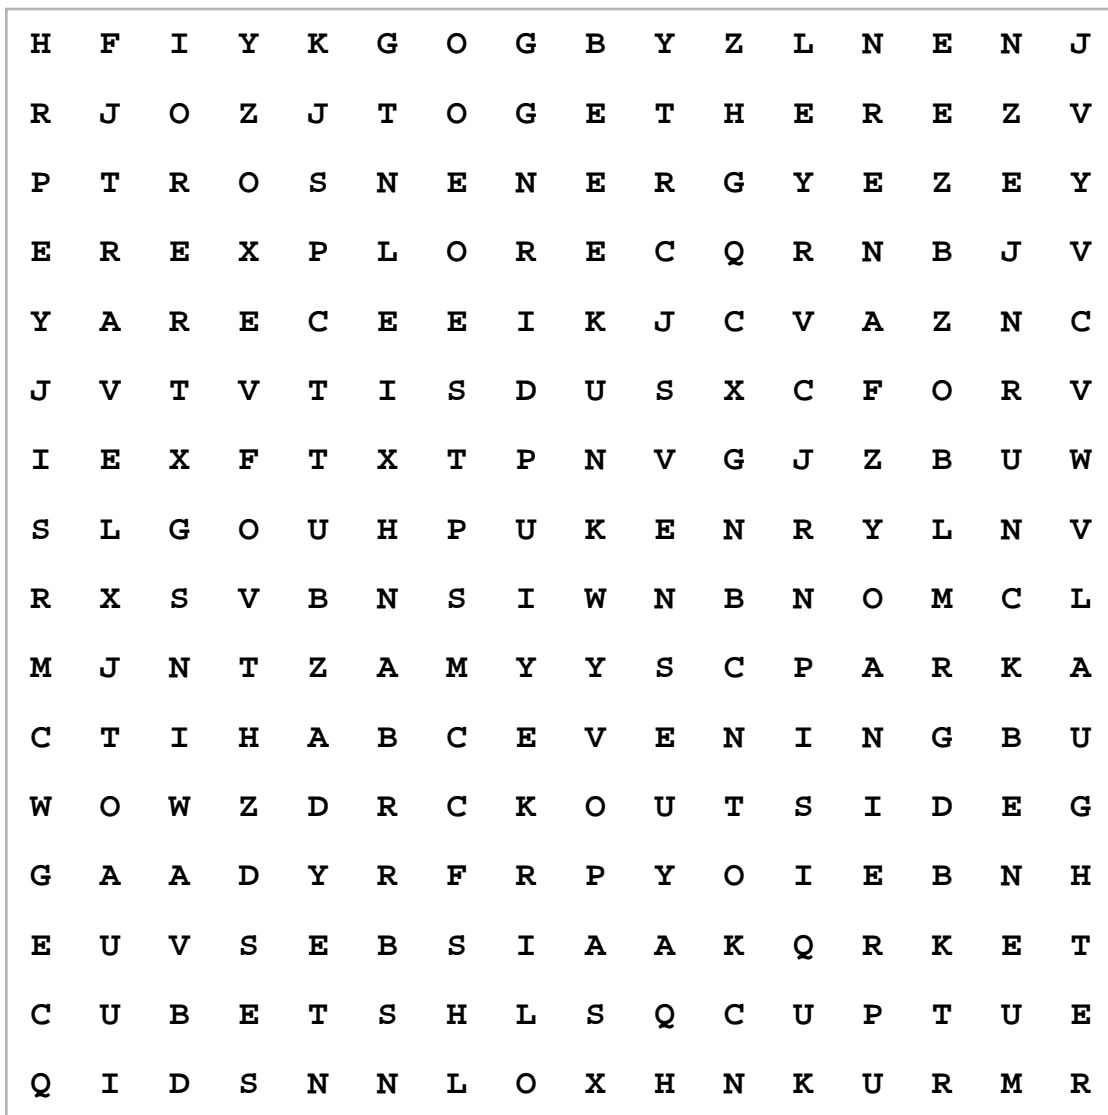 H F I Y K G O G B Y Z L N E N J
R J O Z J T O G E T H E R E Z V
P T R O S N E N E R G Y E Z E Y
E R E X P L O R E C Q R N B J V
Y A R E C E E I K J C V A Z N C
J V T V T I S D U S X C F O R V
I E X F T X T P N V G J Z B U W
S L G O U H P U K E N R Y L N V
R X S V B N S I W N B N O M C L
M J N T Z A M Y Y S C P A R K A
C T I H A B C E V E N I N G B U
W O W Z D R C K O U T S I D E G
G A A D Y R F R P Y O I E B N H
E U V S E B S I A A K Q R K E T
C U B E T S H L S Q C U P T U E
Q I D S N N L O X H N K U R M R